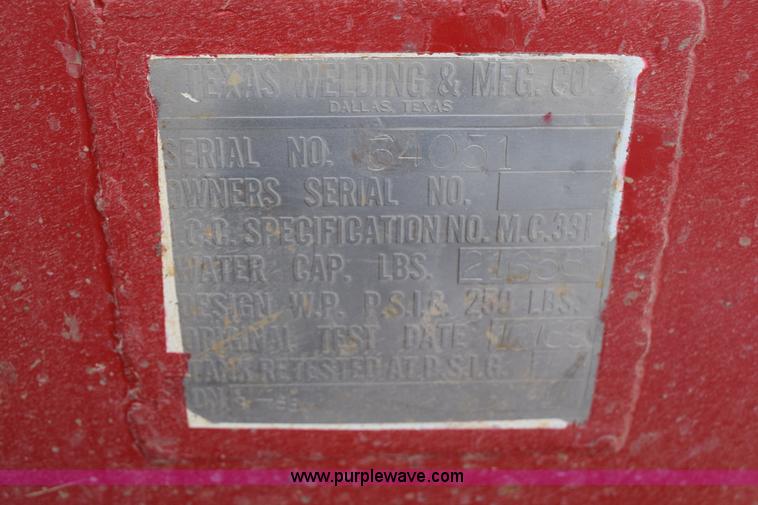 TEXAS WELDING & MFG. CO.
DALLAS, TEXAS
SERIAL NO. 64051
OWNERS SERIAL NO.
C.C. SPECIFICATION NO. M.C.331
WATER CAP. LBS.
DESIGN W.P. P.S.I.G. 250 LBS.
ORIGINAL TEST DATE
TANK RETESTED AT P.S.I.G.
www.purplewave.com